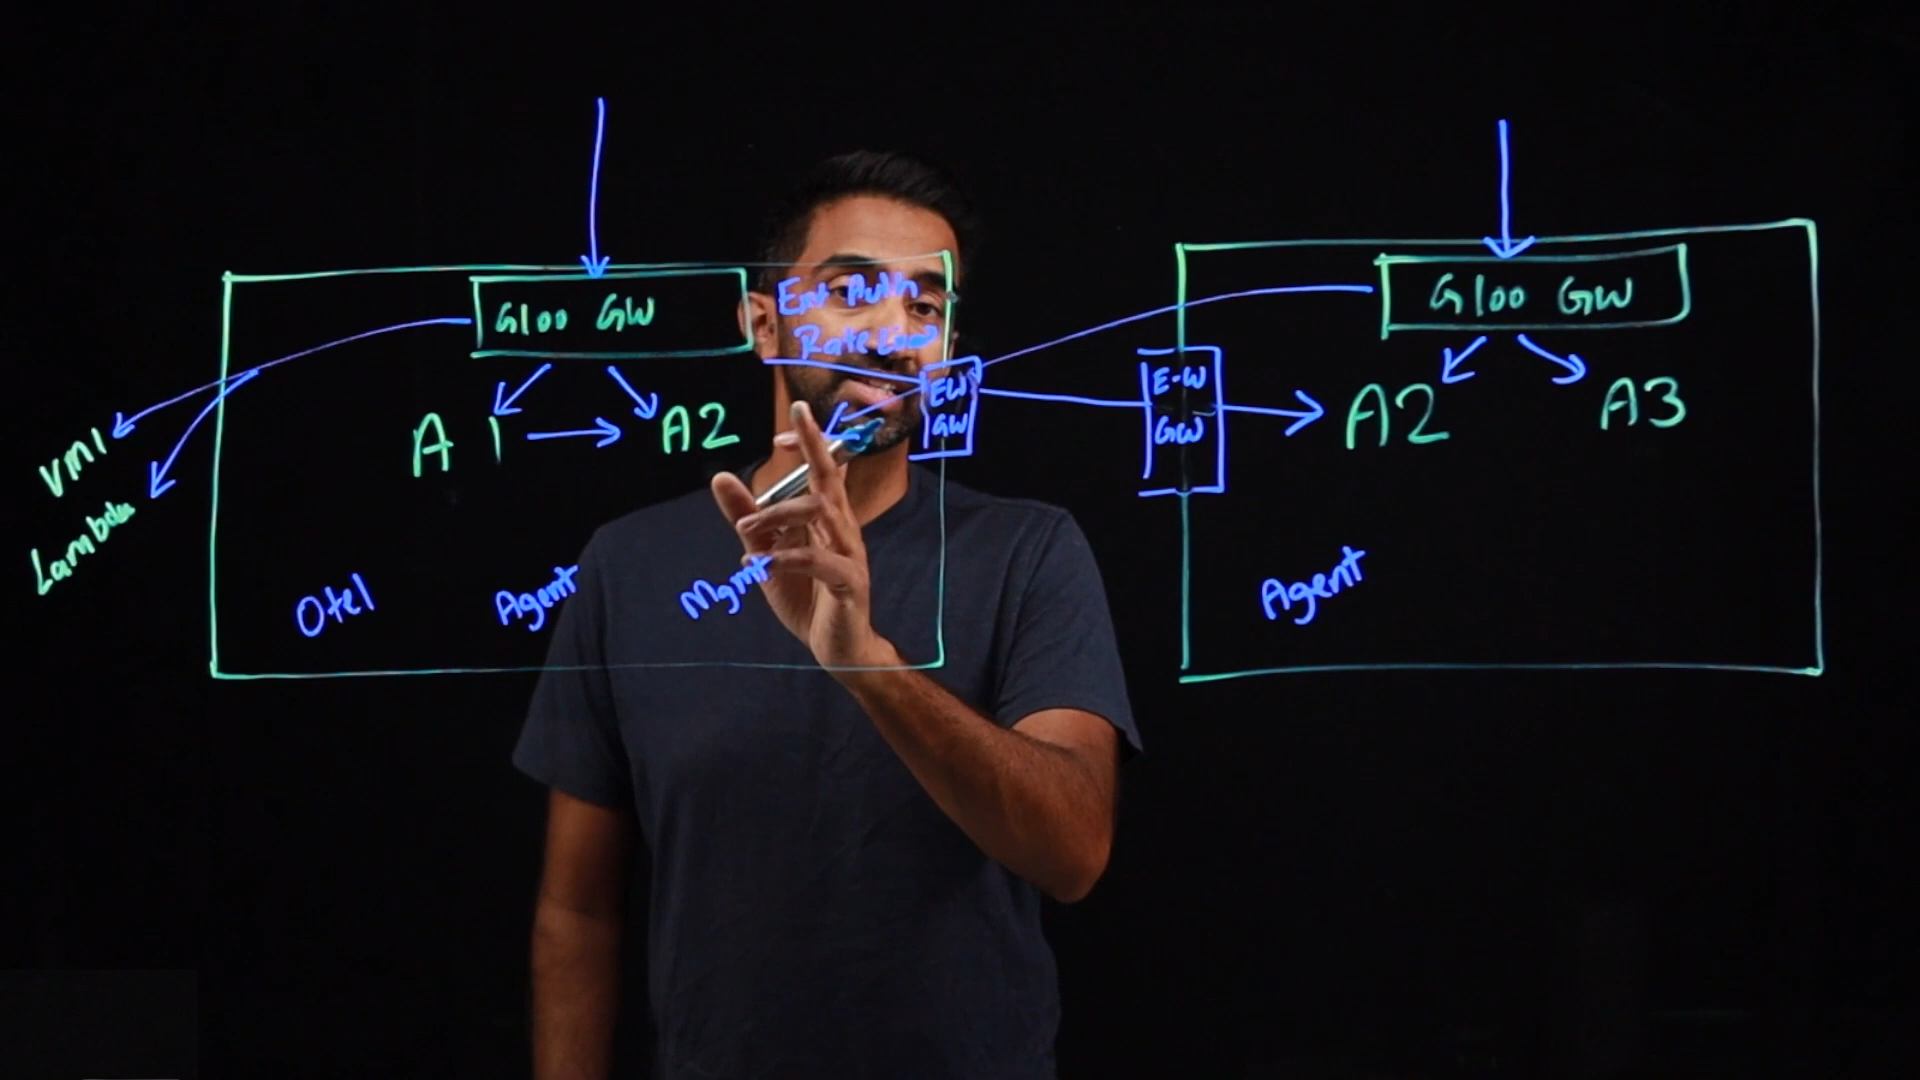 Gloo GW
Ext Auth
Rate Lim
A1
A2
EW
GW
VM1
Lambda
Otel
Agent
Mgmt
Gloo GW
E-W
GW
A2
A3
Agent